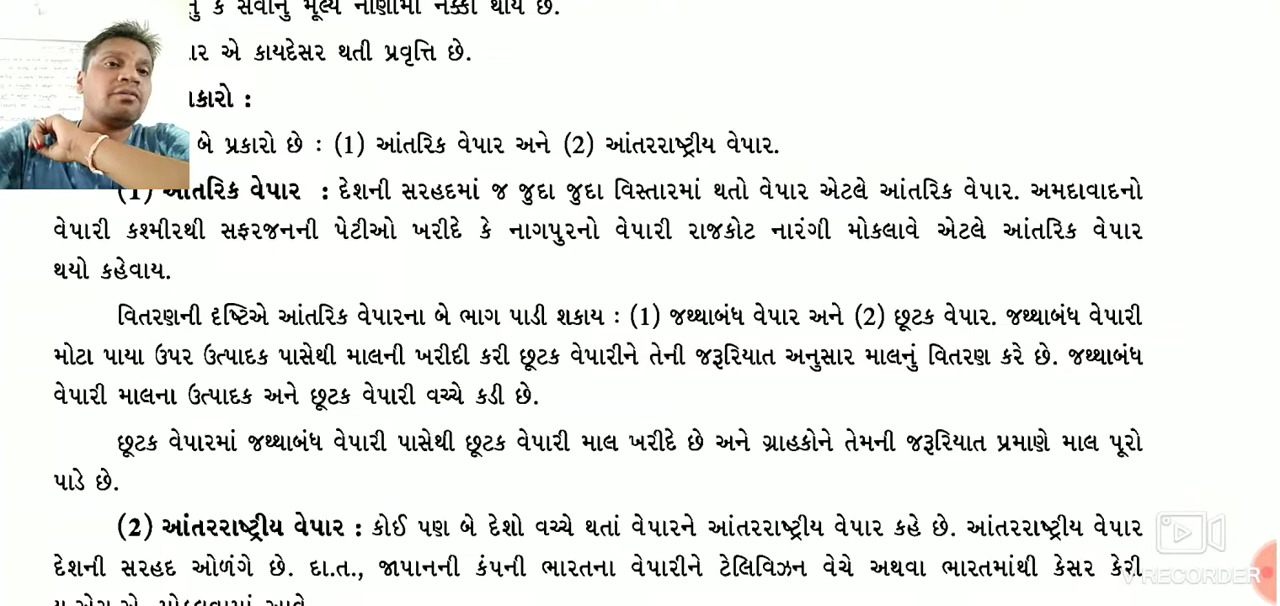 કે સેવાનું મૂલ્ય નાણામાં નક્કી થાય છે.
એ કાયદેસર થતી પ્રવૃત્તિ છે.
બે પ્રકારો છે : (1) આંતરિક વેપાર અને (2) આંતરરાષ્ટ્રીય વેપાર.
(1) આંતરિક વેપાર : દેશની સરહદમાં જ જુદા જુદા વિસ્તારમાં થતો વેપાર એટલે આંતરિક વેપાર. અમદાવાદનો
વેપારી કશ્મીરથી સફરજનની પેટીઓ ખરીદે કે નાગપુરનો વેપારી રાજકોટ નારંગી મોકલાવે એટલે આંતરિક વેપાર
થયો કહેવાય.
વિતરણની દૃષ્ટિએ આંતરિક વેપારના બે ભાગ પાડી શકાય : (1) જથ્થાબંધ વેપાર અને (2) છૂટક વેપાર. જથ્થાબંધ વેપારી
મોટા પાયા ઉપર ઉત્પાદક પાસેથી માલની ખરીદી કરી છૂટક વેપારીને તેની જરૂરિયાત અનુસાર માલનું વિતરણ કરે છે. જથ્થાબંધ
વેપારી માલના ઉત્પાદક અને છૂટક વેપારી વચ્ચે કડી છે.
છૂટક વેપારમાં જથ્થાબંધ વેપારી પાસેથી છૂટક વેપારી માલ ખરીદે છે અને ગ્રાહકોને તેમની જરૂરિયાત પ્રમાણે માલ પૂરો
પાડે છે.
(2) આંતરરાષ્ટ્રીય વેપાર : કોઈ પણ બે દેશો વચ્ચે થતાં વેપારને આંતરરાષ્ટ્રીય વેપાર કહે છે. આંતરરાષ્ટ્રીય વેપાર
દેશની સરહદ ઓળંગે છે. દા.ત., જાપાનની કંપની ભારતના વેપારીને ટેલિવિઝન વેચે અથવા ભારતમાંથી કેસર કેરી
V RECORDER